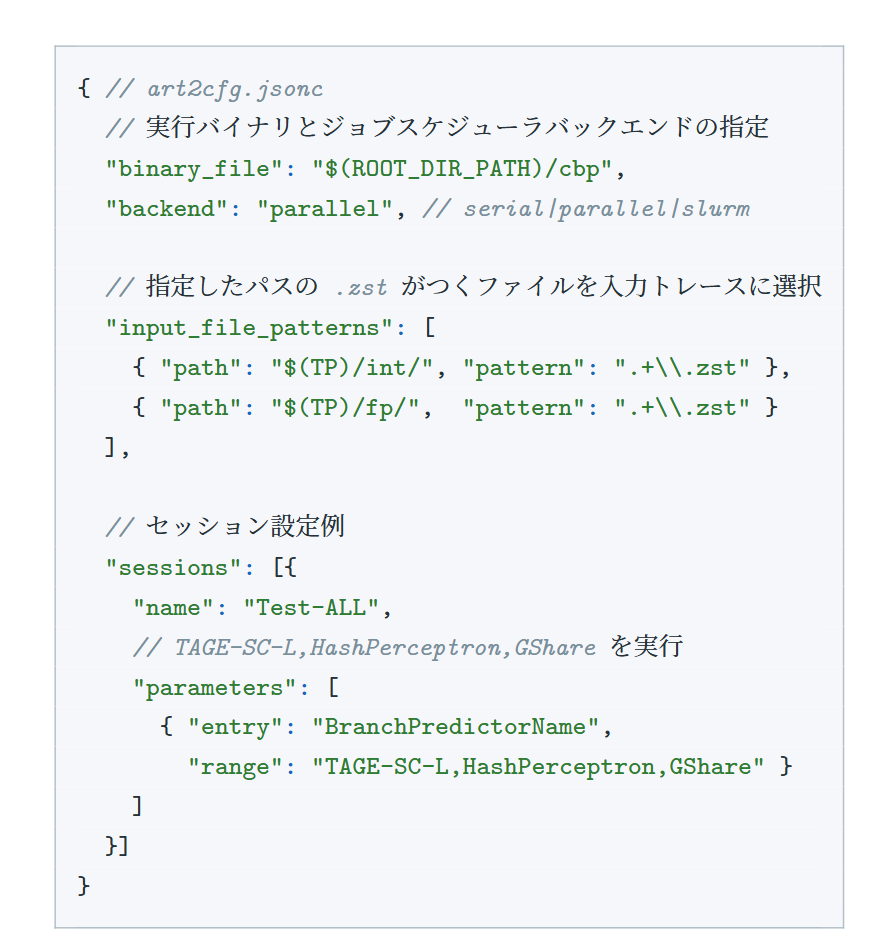 { // art2cfg.jsonc
// 実行バイナリとジョブスケジューラバックエンドの指定
"binary_file": "$(ROOT_DIR_PATH)/cbp",
"backend": "parallel", // serial|parallel|slurm
// 指定したパスの .zst がつくファイルを入力トレースに選択
"input_file_patterns": [
{ "path": "$(TP)/int/", "pattern": ".+\\.zst" },
{ "path": "$(TP)/fp/",  "pattern": ".+\\.zst" }
],
// セッション設定例
"sessions": [{
"name": "Test-ALL",
// TAGE-SC-L,HashPerceptron,GShare を実行
"parameters": [
{ "entry": "BranchPredictorName",
"range": "TAGE-SC-L,HashPerceptron,GShare" }
]
}]
}